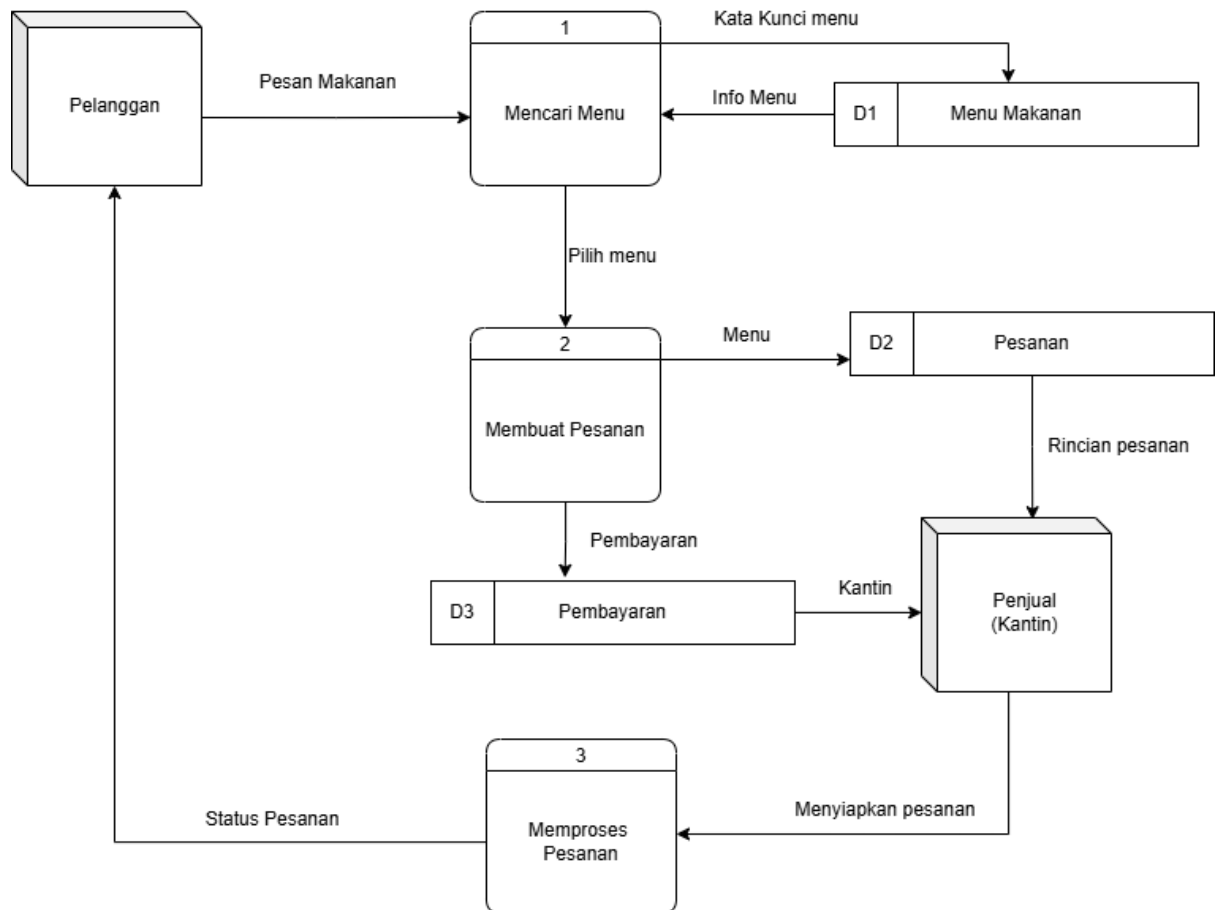 1
Kata Kunci menu
Pelanggan
Pesan Makanan
Mencari Menu
Info Menu
D1
Menu Makanan
Pilih menu
2
Menu
D2
Pesanan
Membuat Pesanan
Rincian pesanan
Pembayaran
D3
Pembayaran
Kantin
Penjual
(Kantin)
3
Status Pesanan
Memproses
Pesanan
Menyiapkan pesanan